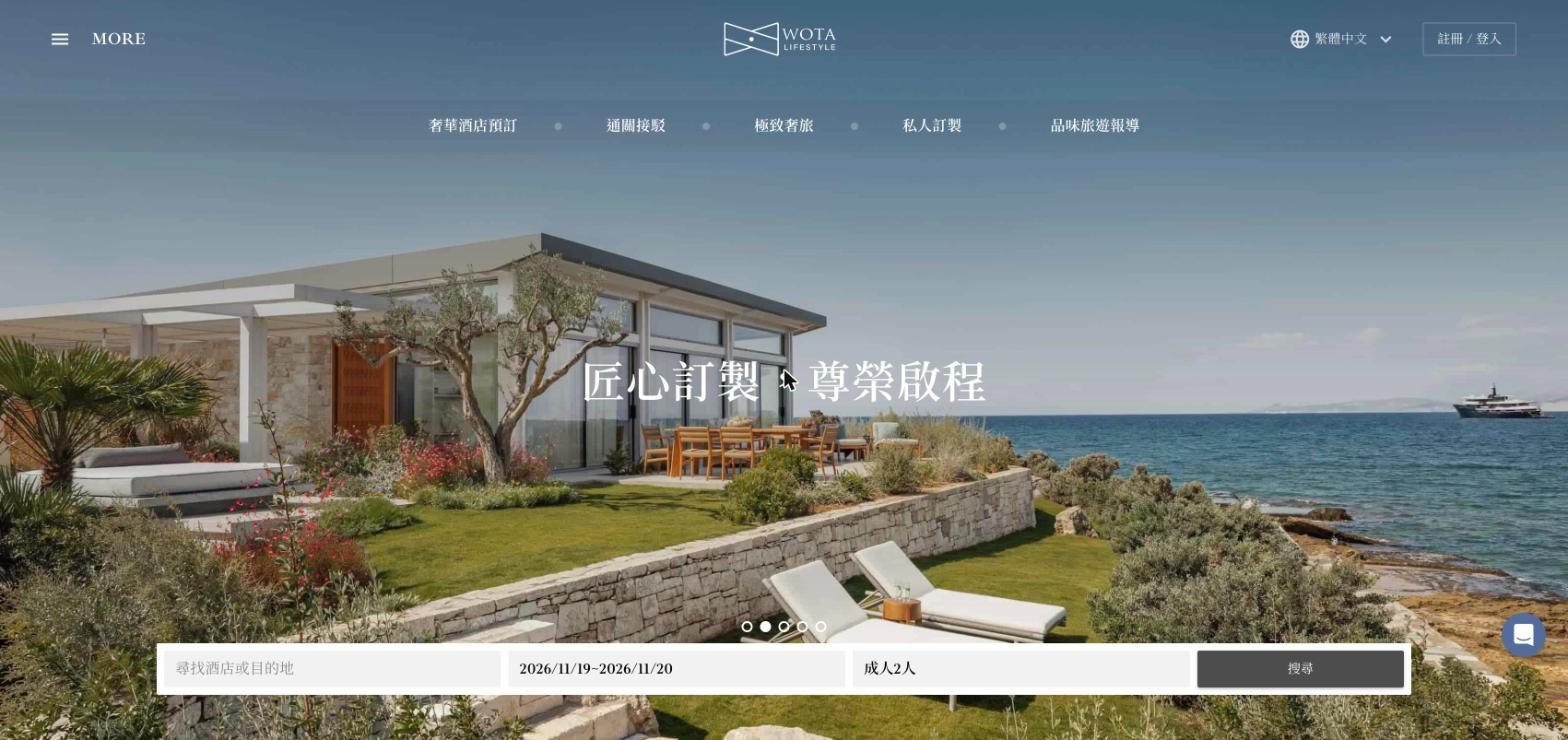 MORE
WOTA
LIFESTYLE
繁體中文
註冊 / 登入
奢華酒店預訂
通關接駁
極致奢旅
私人訂製
品味旅遊報導
匠心訂製 · 尊榮啟程
尋找酒店或目的地
2026/11/19~2026/11/20
成人2人
搜尋